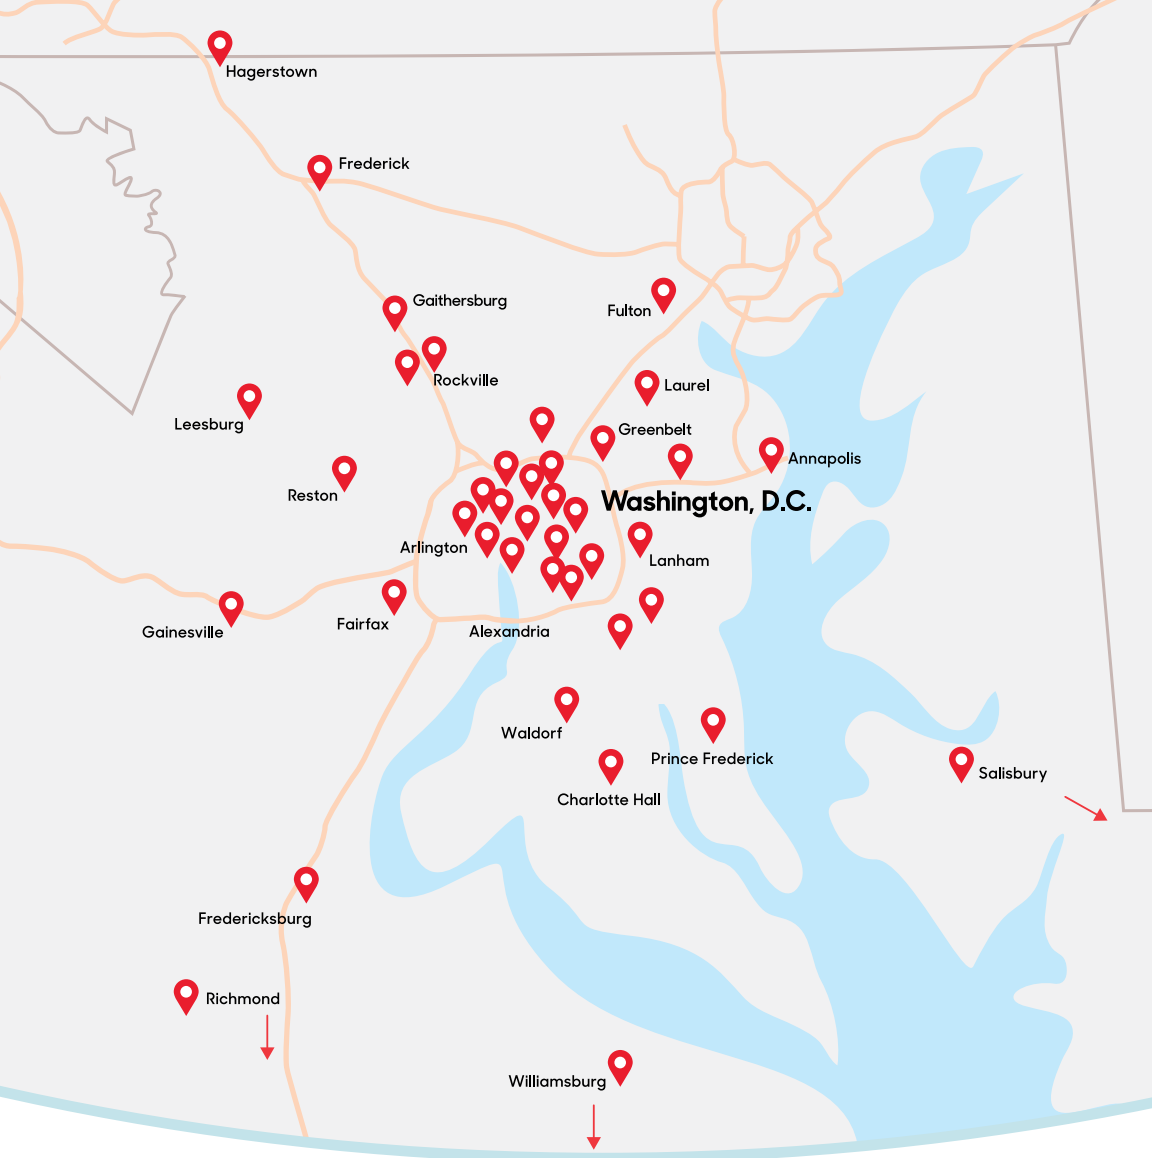 Hagerstown
Frederick
Gaithersburg
Fulton
Rockville
Laurel
Leesburg
Greenbelt
Annapolis
Reston
Washington, D.C.
Arlington
Lanham
Gainesville
Fairfax
Alexandria
Waldorf
Prince Frederick
Salisbury
Charlotte Hall
Fredericksburg
Richmond
Williamsburg